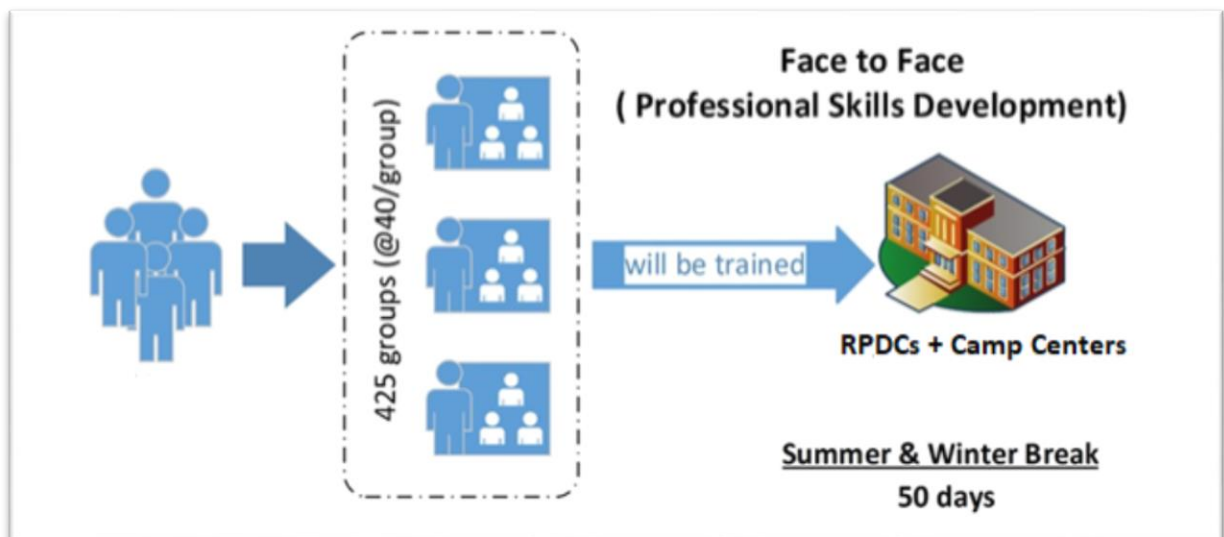 Face to Face
( Professional Skills Development)
425 groups (@40/group)
will be trained
RPDCs + Camp Centers
Summer & Winter Break
50 days